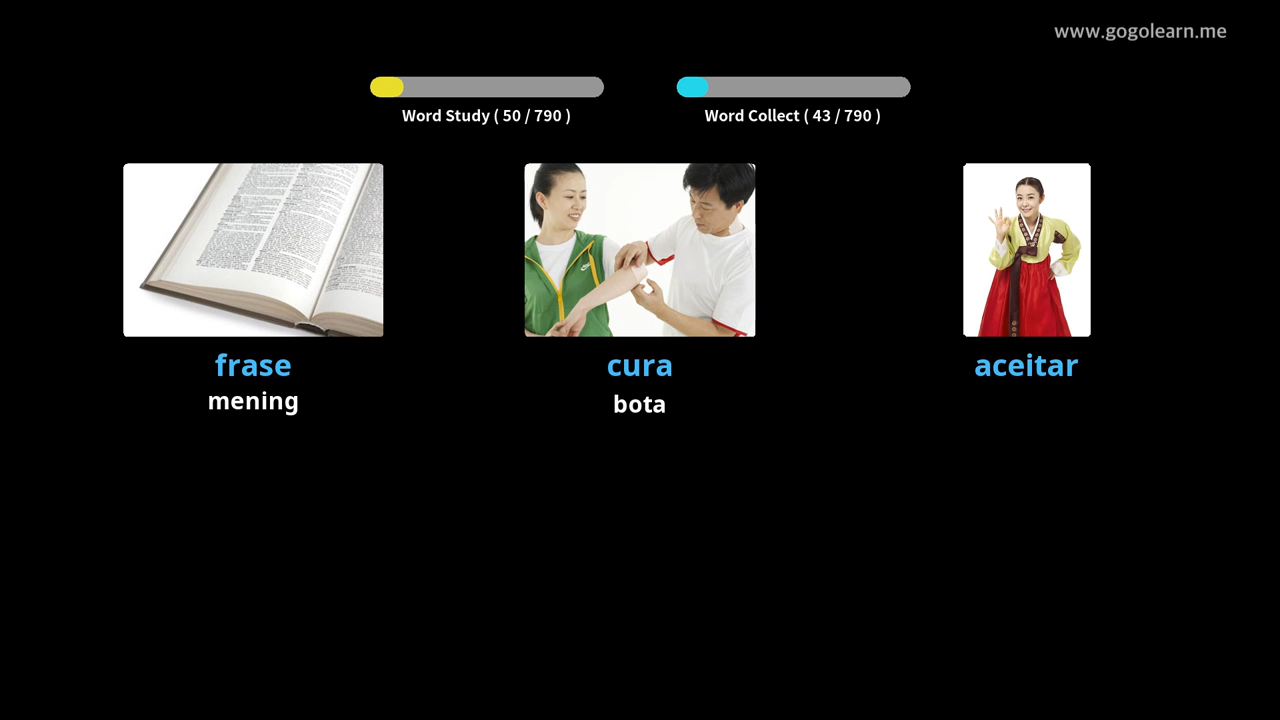 www.gogolearn.me
Word Study ( 50 / 790 )
Word Collect ( 43 / 790 )
frase
mening
cura
bota
aceitar